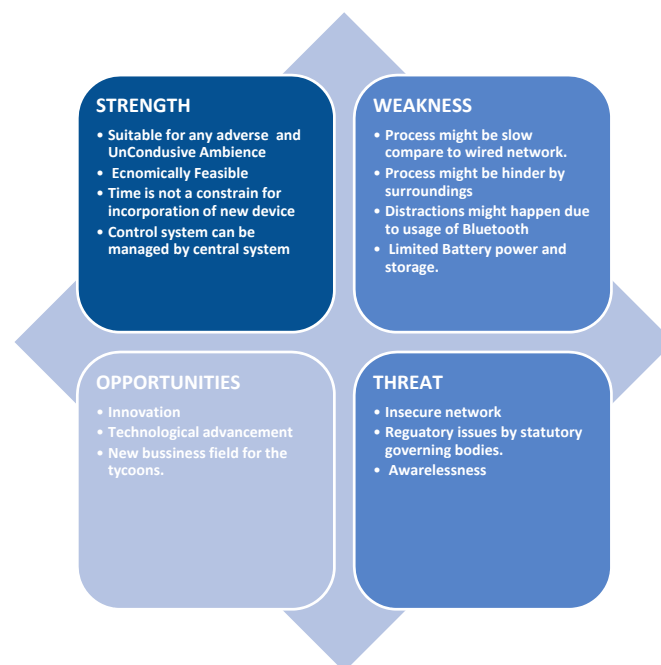 STRENGTH
• Suitable for any adverse and
UnCondusive Ambience
• Ecnomically Feasible
• Time is not a constrain for
incorporation of new device
• Control system can be
managed by central system
WEAKNESS
• Process might be slow
compare to wired network.
• Process might be hinder by
surroundings
• Distractions might happen due
to usage of Bluetooth
• Limited Battery power and
storage.
OPPORTUNITIES
• Innovation
• Technological advancement
• New bussiness field for the
tycoons.
THREAT
• Insecure network
• Reguatory issues by statutory
governing bodies.
• Awarelessness